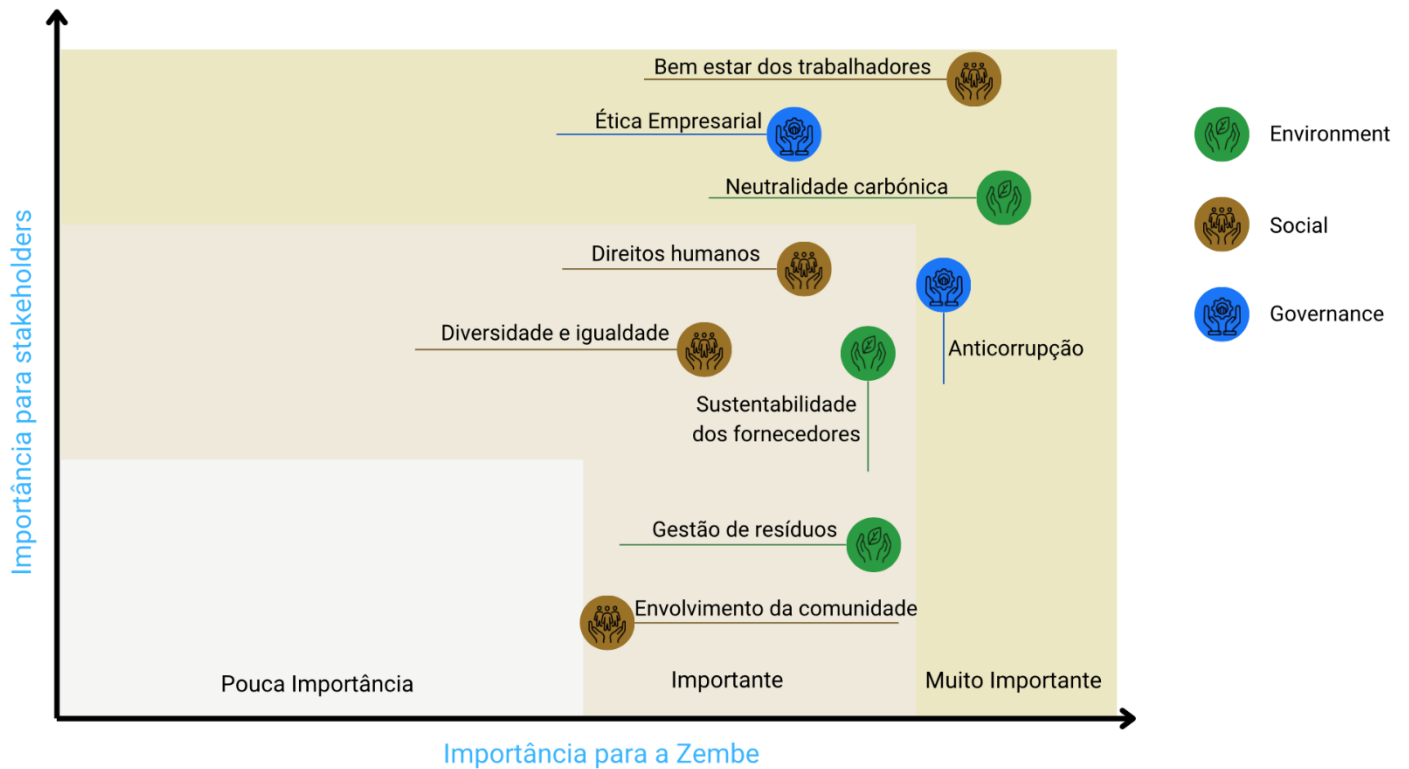 Importância para stakeholders
Bem estar dos trabalhadores
Ética Empresarial
Neutralidade carbónica
Direitos humanos
Diversidade e igualdade
Anticorrupção
Sustentabilidade
dos fornecedores
Gestão de resíduos
Envolvimento da comunidade
Pouca Importância
Importante
Muito Importante
Importância para a Zembe
Environment
Social
Governance